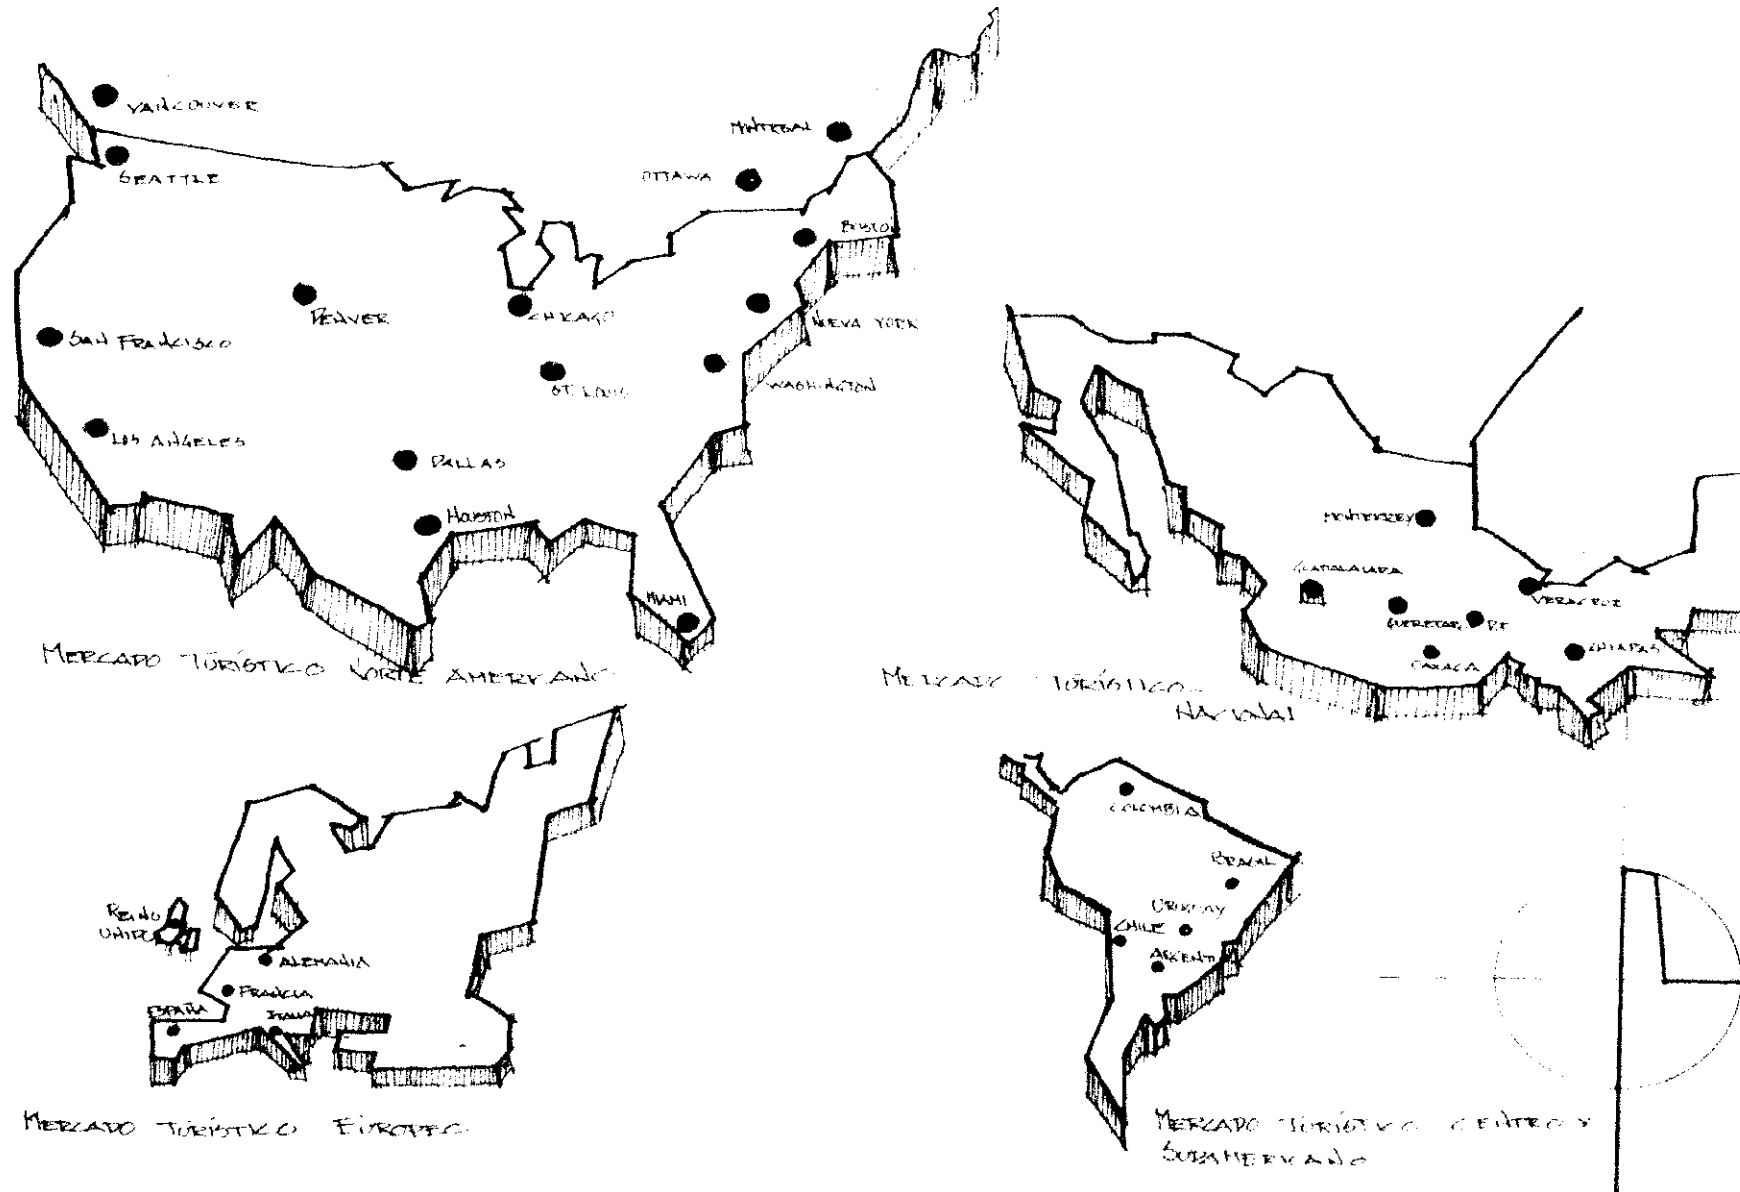 VANCOUVER
SEATTLE
MONTREAL
OTTAWA
BOSTON
DENVER
CHICAGO
NUEVA YORK
SAN FRANCISCO
ST. LOUIS
WASHINGTON
LOS ANGELES
DALLAS
HOUSTON
MIAMI
MERCADO TURÍSTICO NORTE AMERICANO
MONTERREY
GUADALAJARA
VERACRUZ
QUERETARO
D.F
OAXACA
CHIAPAS
MERCADO TURÍSTICO
NACIONAL
REINO
UNIDO
ALEMANIA
FRANCIA
ESPAÑA
ITALIA
MERCADO TURÍSTICO EUROPEO
COLOMBIA
BRASIL
URUGUAY
CHILE
ARGENTI
MERCADO TURÍSTICO CENTRO Y
SUDAMERICANO